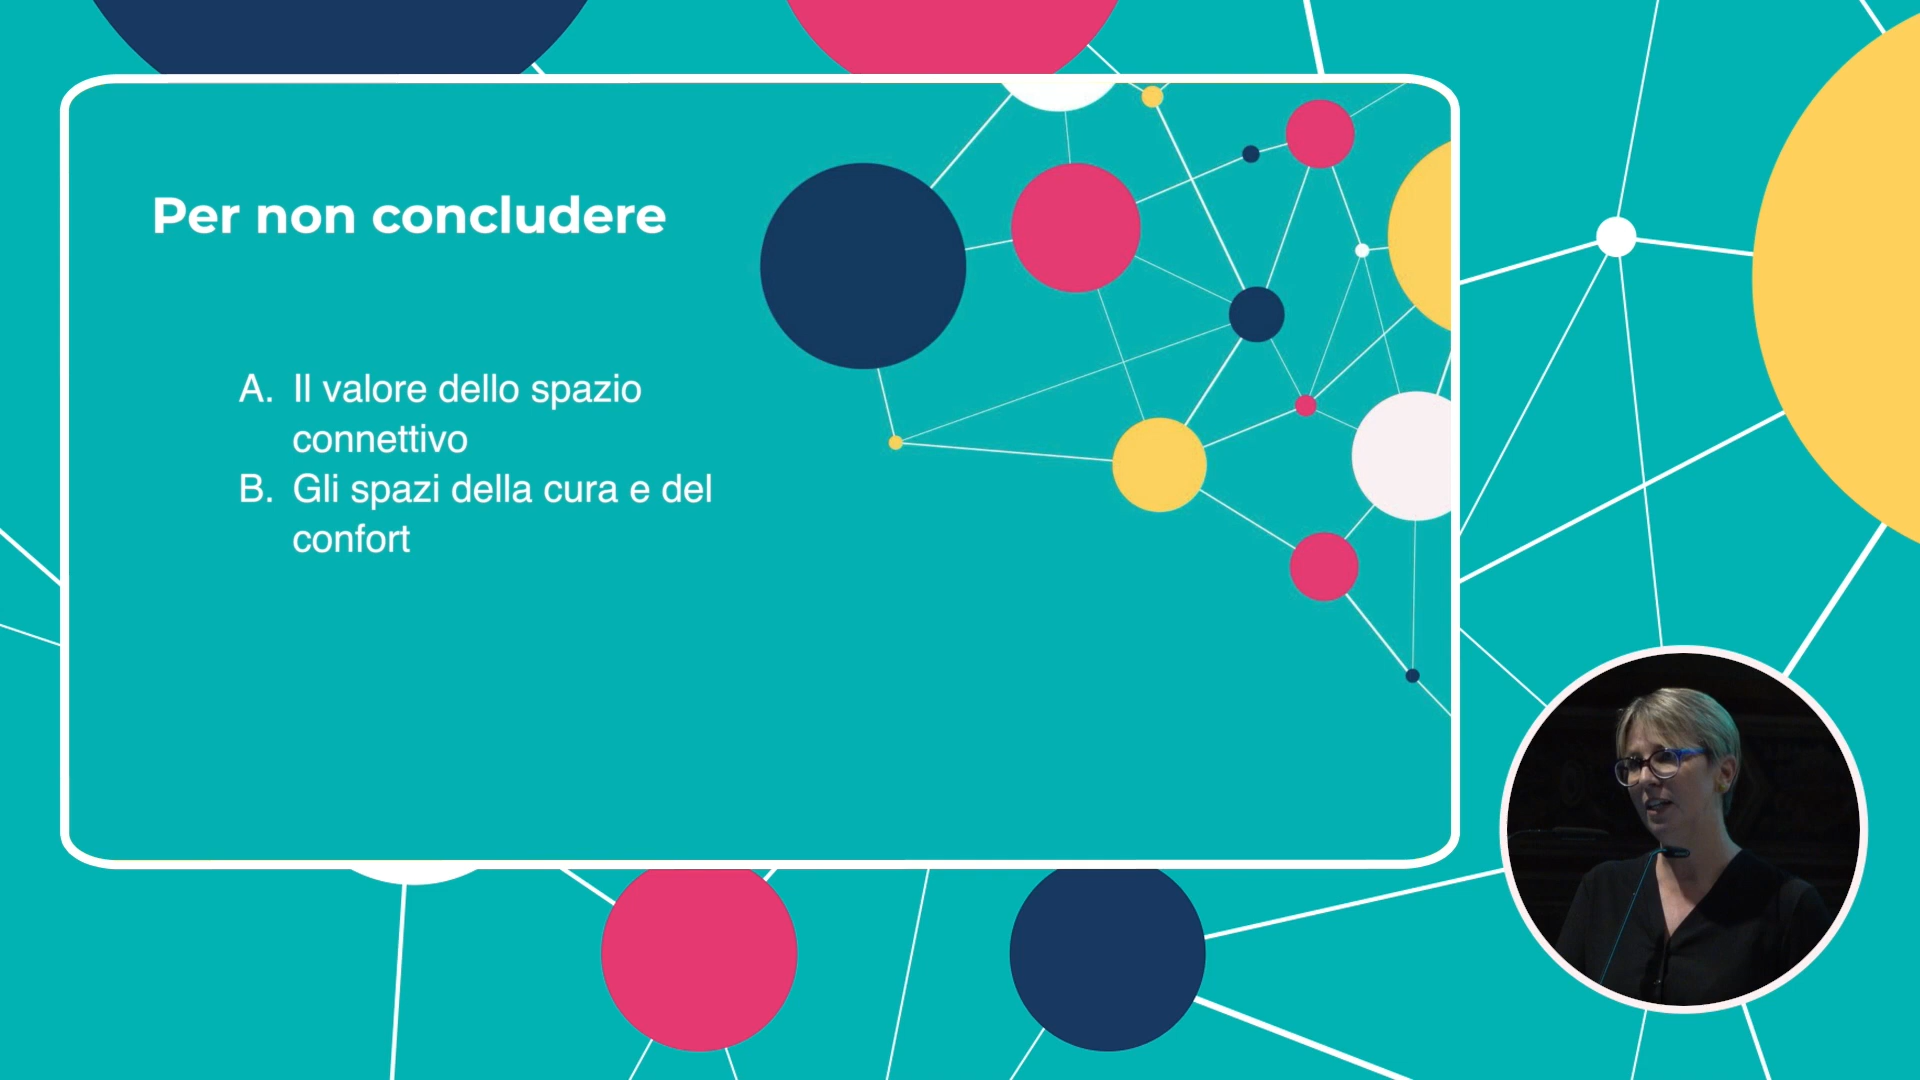 Per non concludere
A. Il valore dello spazio
connettivo
B. Gli spazi della cura e del
confort